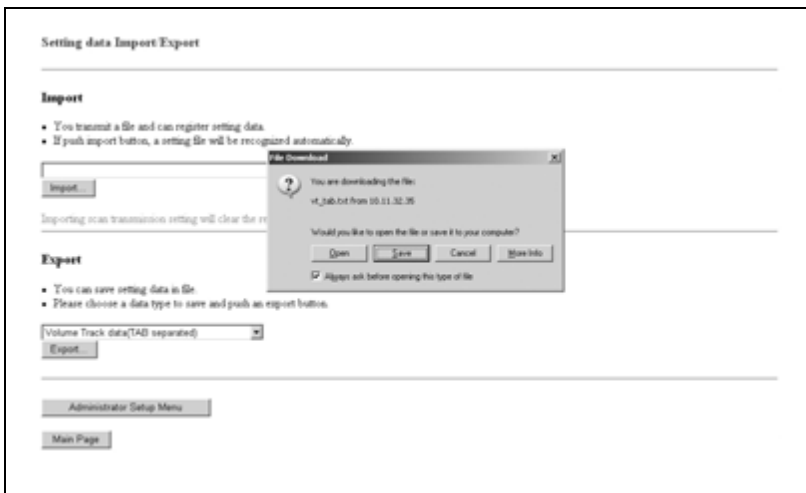 Setting data Import/Export
Import
• You transmit a file and can register setting data.
• If push import button, a setting file will be recognized automatically.
Import...
Importing scan transmission setting will clear the re
File Download
You are downloading the file:
vt_tab.txt from 10.11.32.35
Would you like to open the file or save it to your computer?
Open Save Cancel More Info
Always ask before opening this type of file
Export
• You can save setting data in file.
• Please choose a data type to save and push an export button.
Volume Track data(TAB separated)
Export...
Administrator Setup Menu
Main Page